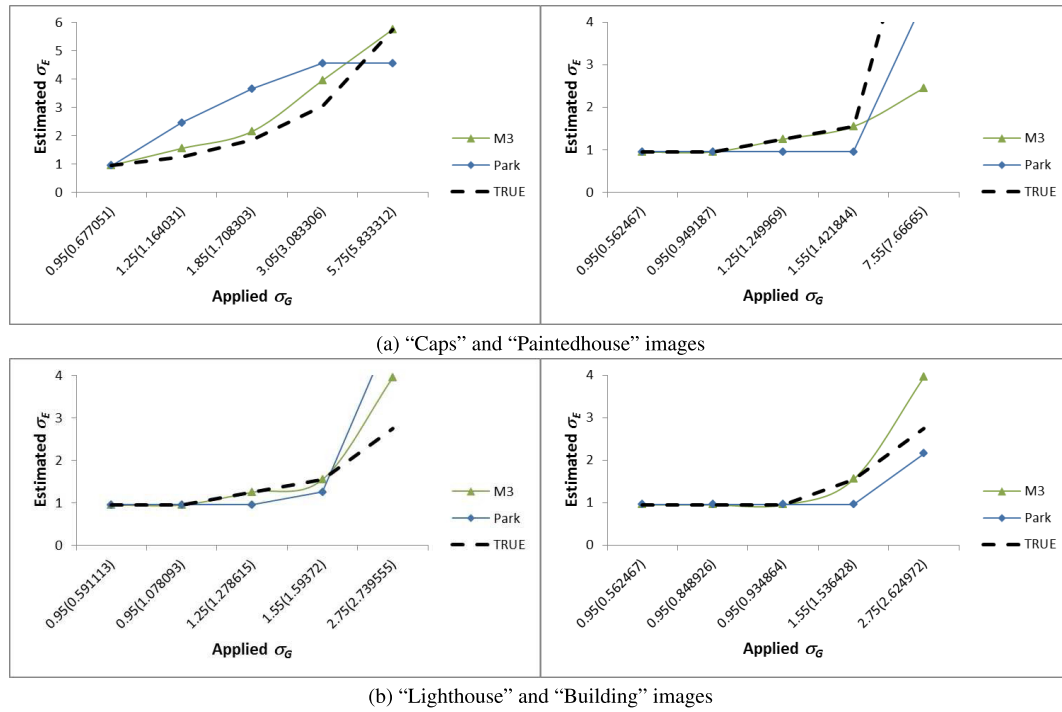 Estimated σE
6
5
4
3
2
1
0
0.95(0.677051)
1.25(1.164031)
1.85(1.708303)
3.05(3.083306)
5.75(5.833312)
Applied σG
M3
Park
TRUE
Estimated σE
4
3
2
1
0
0.95(0.562467)
0.95(0.949187)
1.25(1.249969)
1.55(1.421844)
7.55(7.66665)
Applied σG
M3
Park
TRUE
(a) “Caps” and “Paintedhouse” images
Estimated σE
4
3
2
1
0
0.95(0.591113)
0.95(1.078093)
1.25(1.278615)
1.55(1.59372)
2.75(2.739555)
Applied σG
M3
Park
TRUE
Estimated σE
4
3
2
1
0
0.95(0.562467)
0.95(0.848926)
0.95(0.934864)
1.55(1.536428)
2.75(2.624972)
Applied σG
M3
Park
TRUE
(b) “Lighthouse” and “Building” images